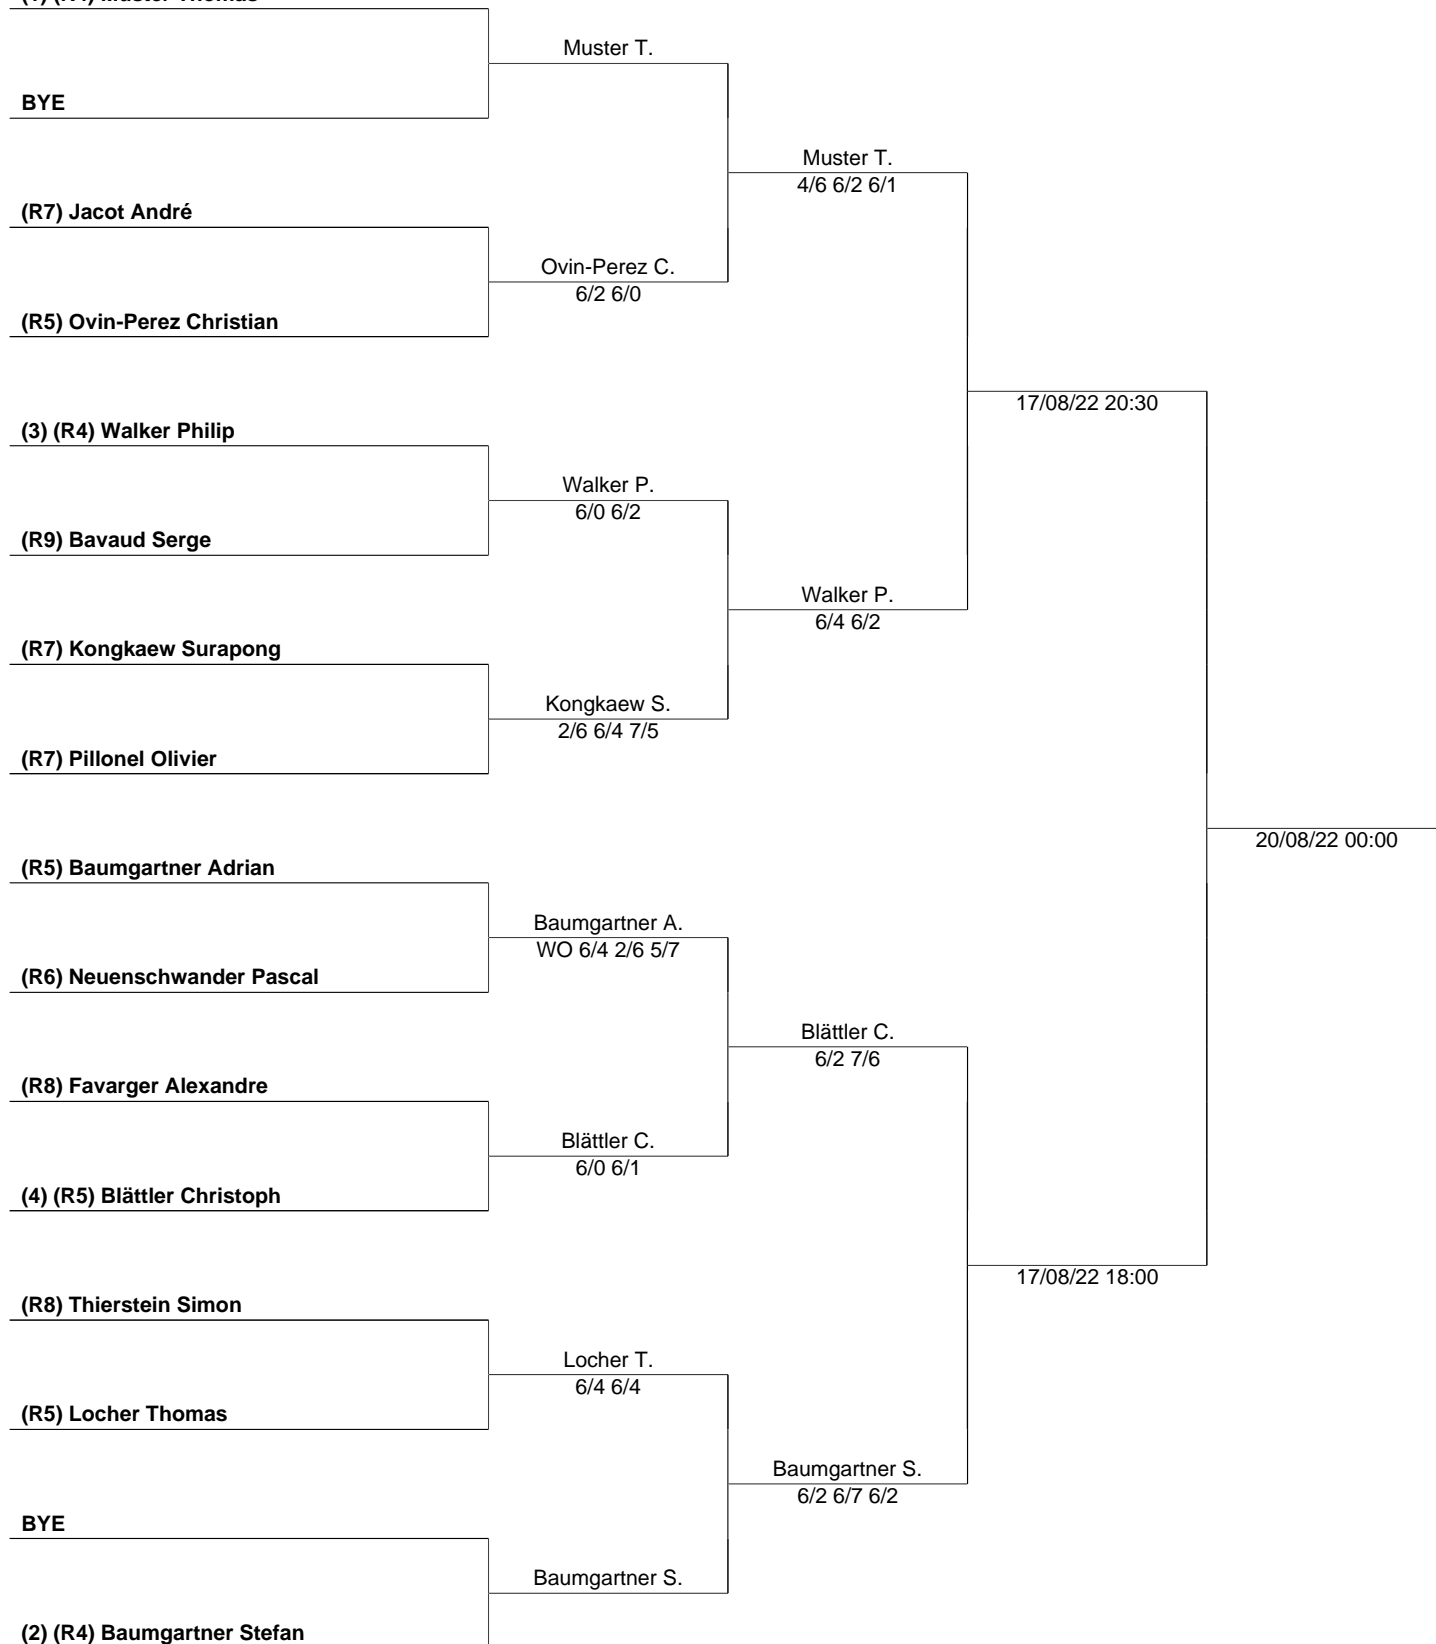 BYE
(R7) Jacot André
(R5) Ovin-Perez Christian
(3) (R4) Walker Philip
(R9) Bavaud Serge
(R7) Kongkaew Surapong
(R7) Pillonel Olivier
(R5) Baumgartner Adrian
(R6) Neuenschwander Pascal
(R8) Favarger Alexandre
(4) (R5) Blättler Christoph
(R8) Thierstein Simon
(R5) Locher Thomas
BYE
(2) (R4) Baumgartner Stefan
Muster T.
Ovin-Perez C.
6/2 6/0
Walker P.
6/0 6/2
Kongkaew S.
2/6 6/4 7/5
Baumgartner A.
WO 6/4 2/6 5/7
Blättler C.
6/0 6/1
Locher T.
6/4 6/4
Baumgartner S.
Muster T.
4/6 6/2 6/1
Walker P.
6/4 6/2
Blättler C.
6/2 7/6
Baumgartner S.
6/2 6/7 6/2
17/08/22 20:30
17/08/22 18:00
20/08/22 00:00